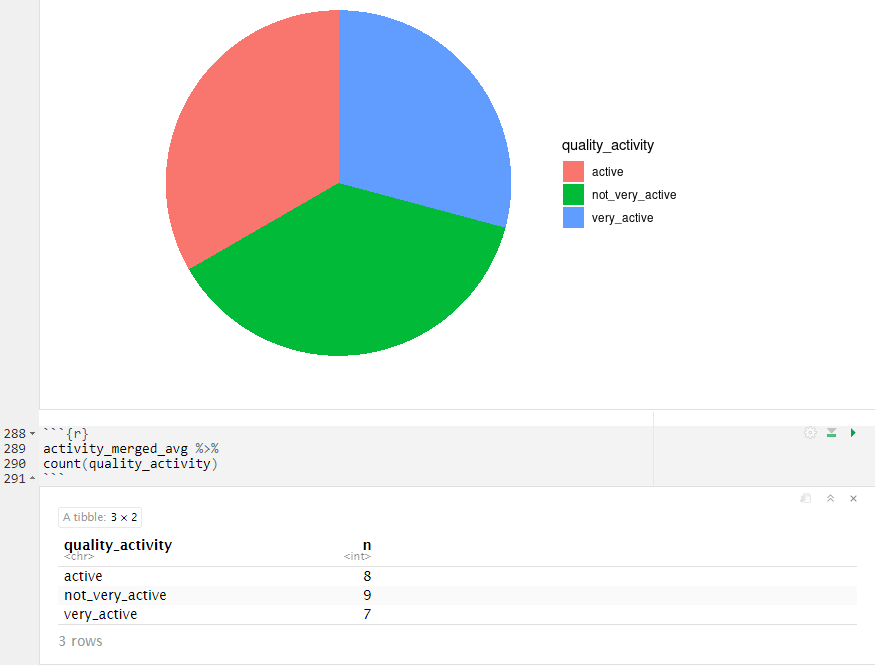 quality_activity
active
not_very_active
very_active
288 ```{r}
289 activity_merged_avg %>%
290 count(quality_activity)
291 ```
A tibble: 3 × 2
quality_activity n
<chr> <int>
active 8
not_very_active 9
very_active 7
3 rows